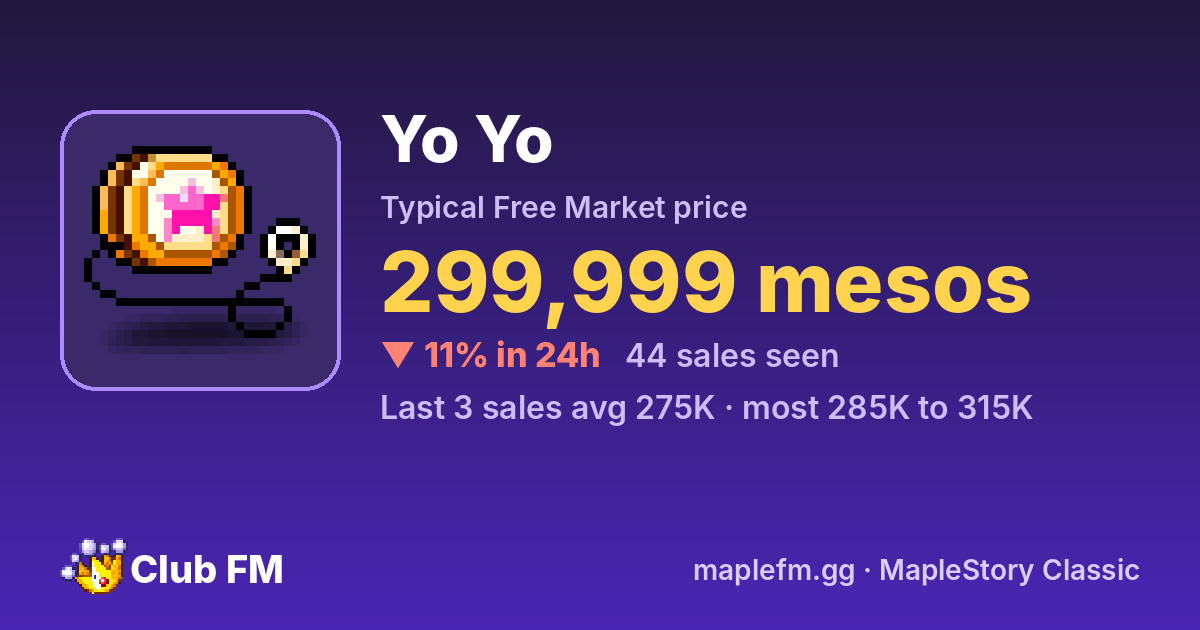 Yo Yo
Typical Free Market price
299,999 mesos
▼ 11% in 24h 44 sales seen
Last 3 sales avg 275K · most 285K to 315K
Club FM
maplefm.gg · MapleStory Classic